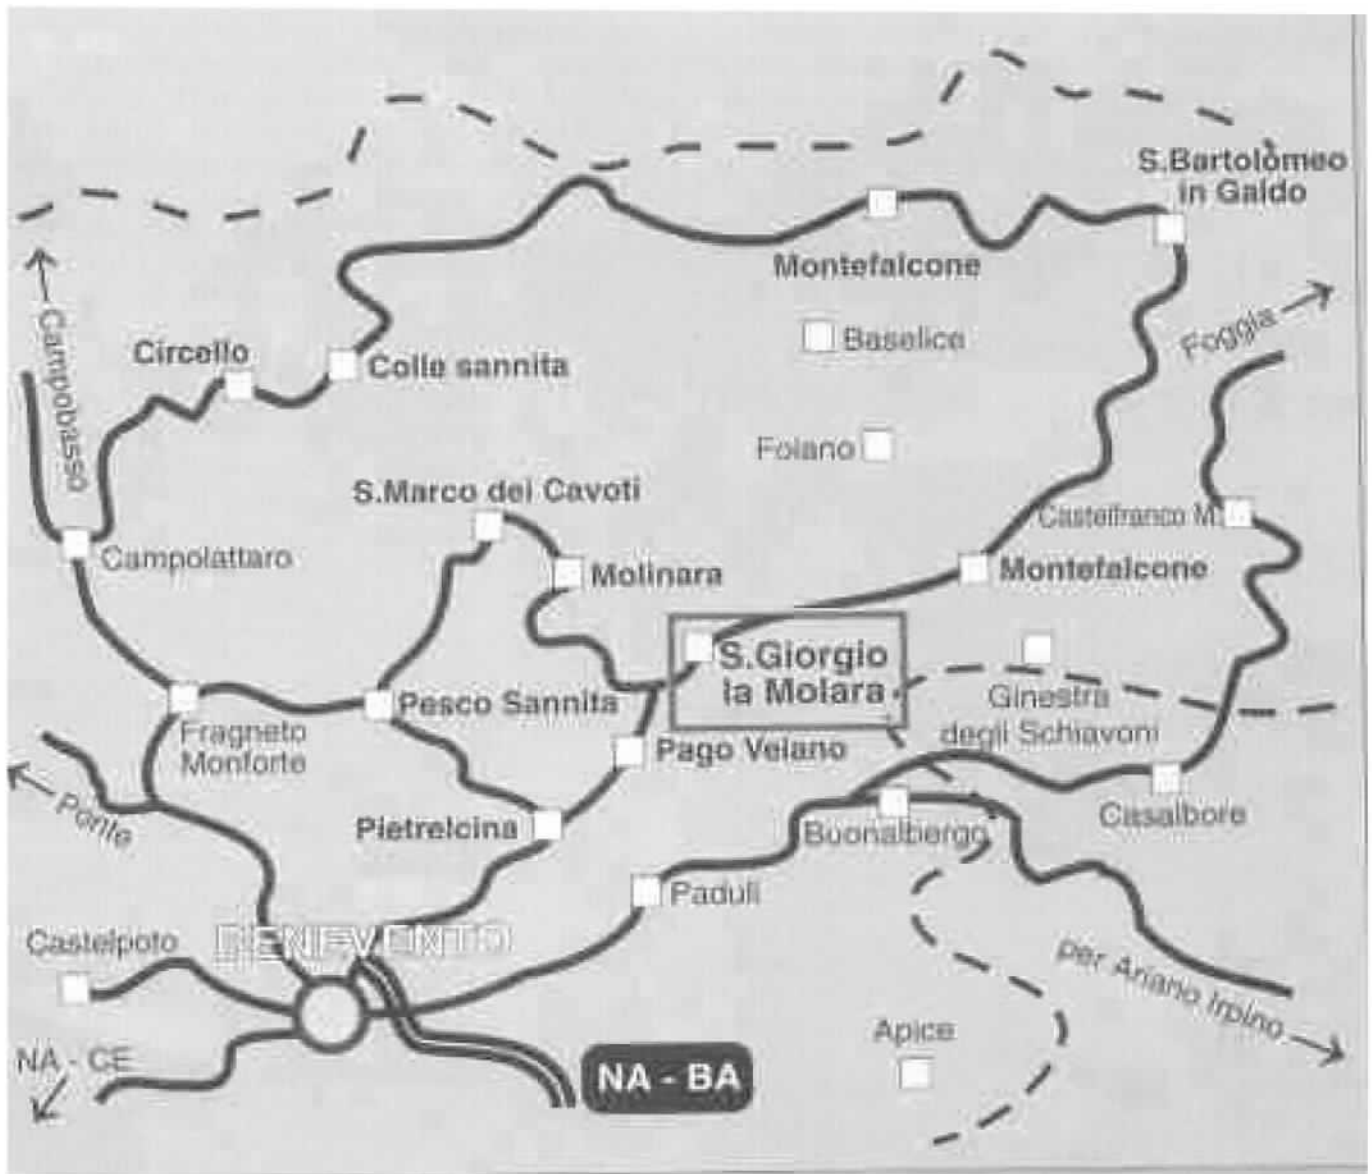 S.Bartolomeo
in Galdo
Montefalcone
Foggia
Baselice
Campobasso
Circello
Colle sannita
Foiano
S.Marco dei Cavoti
Castelfranco M.
Campolattaro
Molinara
Montefalcone
S.Giorgio
la Molara
Pesco Sannita
Ginestra
degli Schiavoni
Fragneto
Monforte
Pago Veiano
Ponte
Pietrelcina
Buonalbergo
Casalbore
Paduli
Castelpoto
BENEVENTO
per Ariano Irpino
Apice
NA - CE
NA - BA